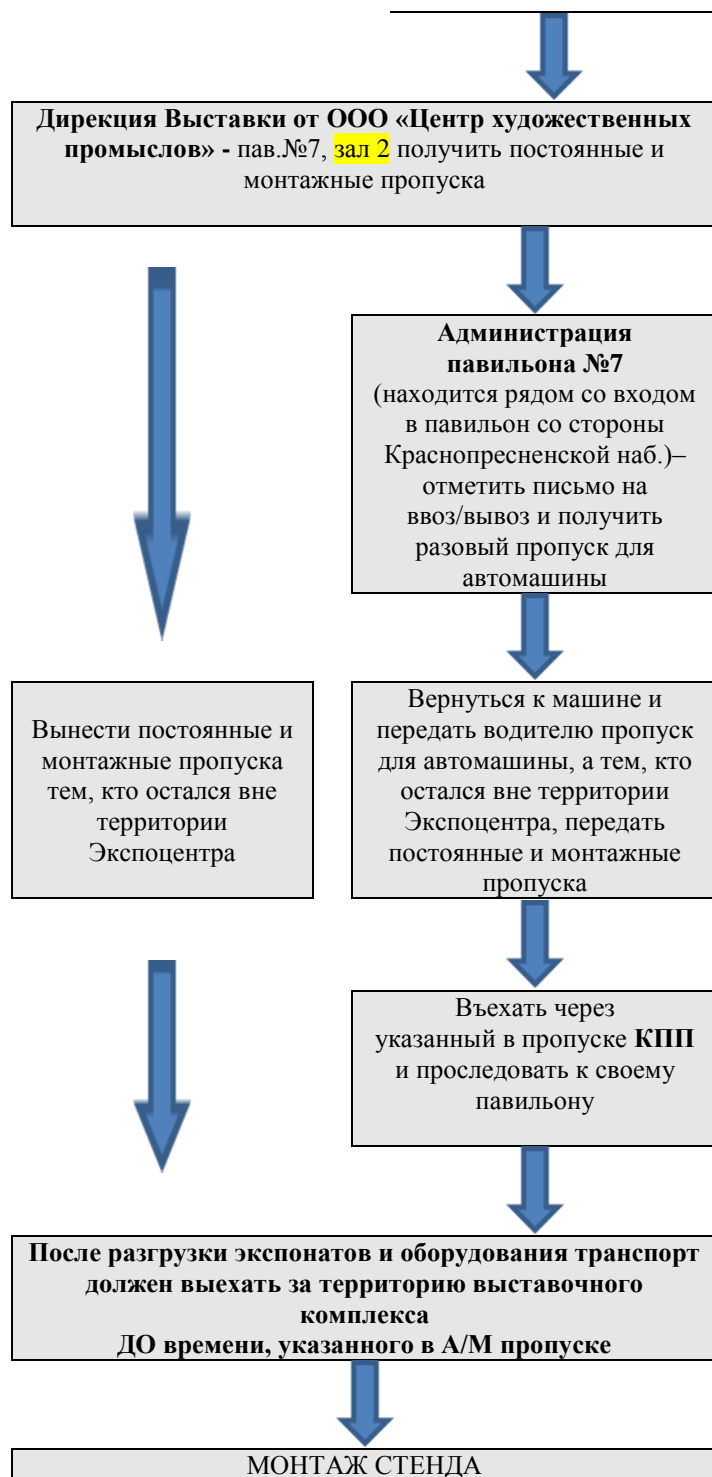 Дирекция Выставки от ООО «Центр художественных
промыслов» - пав.№7, зал 2 получить постоянные и
монтажные пропуска
Администрация
павильона №7
(находится рядом со входом
в павильон со стороны
Краснопресненской наб.)–
отметить письмо на
ввоз/вывоз и получить
разовый пропуск для
автомашины
Вынести постоянные и
монтажные пропуска
тем, кто остался вне
территории
Экспоцентра
Вернуться к машине и
передать водителю пропуск
для автомашины, а тем, кто
остался вне территории
Экспоцентра, передать
постоянные и монтажные
пропуска
Въехать через
указанный в пропуске КПП
и проследовать к своему
павильону
После разгрузки экспонатов и оборудования транспорт
должен выехать за территорию выставочного
комплекса
ДО времени, указанного в А/М пропуске
МОНТАЖ СТЕНДА